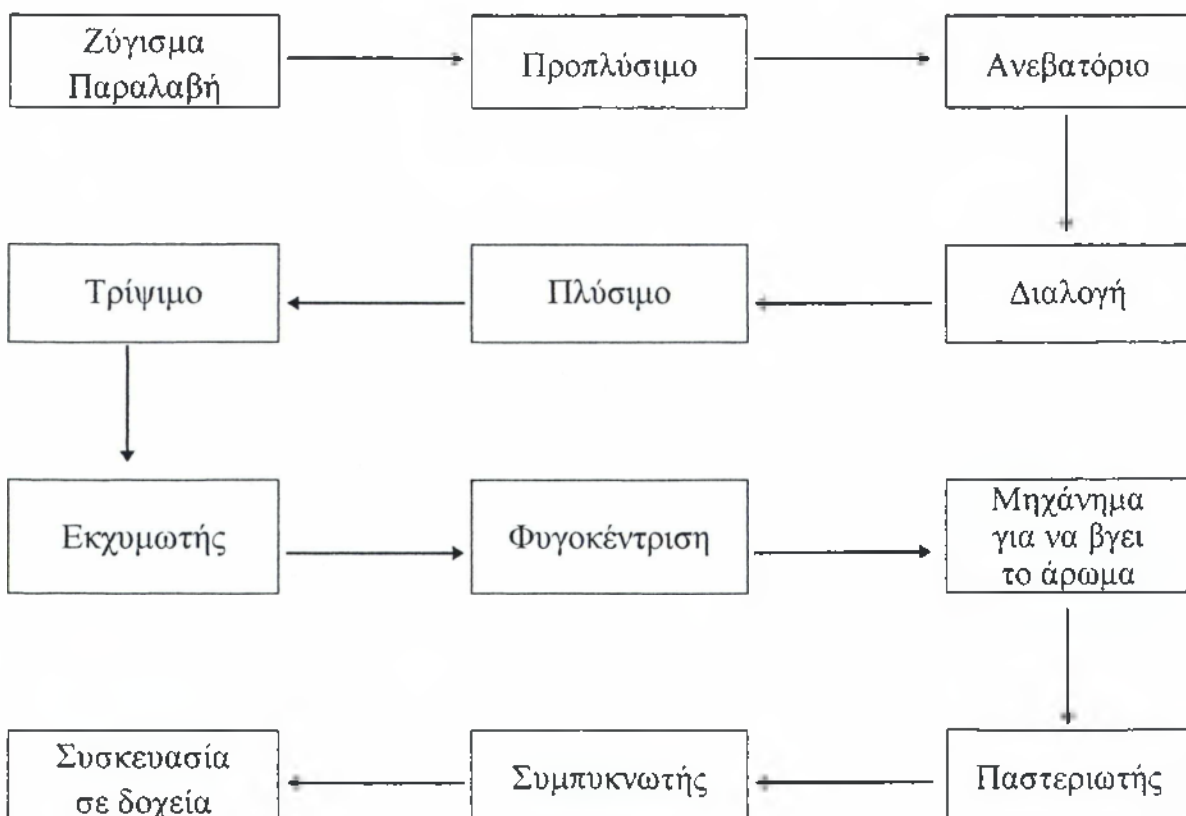 Ζύγισμα
Παραλαβή
Προπλύσιμο
Ανεβατόριο
Διαλογή
Πλύσιμο
Τρίψιμο
Εκχυμωτής
Φυγοκέντριση
Μηχάνημα
για να βγει
το άρωμα
Παστεριωτής
Συμπυκνωτής
Συσκευασία
σε δοχεία